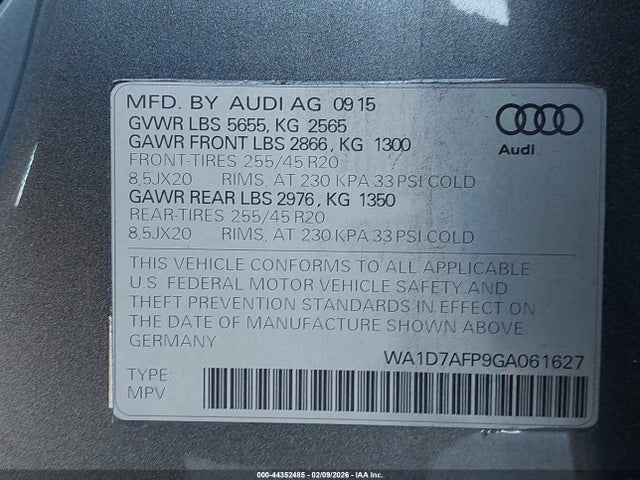 MFD. BY AUDI AG 0915
GVWR LBS 5655, KG 2565
GAWR FRONT LBS 2866, KG 1300
FRONT-TIRES 255/45 R20
8,5JX20 RIMS, AT 230 KPA 33 PSI COLD
GAWR REAR LBS 2976, KG 1350
REAR-TIRES 255/45 R20
8,5JX20 RIMS, AT 230 KPA 33 PSI COLD
Audi
THIS VEHICLE CONFORMS TO ALL APPLICABLE
U.S. FEDERAL MOTOR VEHICLE SAFETY AND
THEFT PREVENTION STANDARDS IN EFFECT ON
THE DATE OF MANUFACTURE SHOWN ABOVE
GERMANY
WA1D7AFP9GA061627
TYPE:
MPV
000-44352485 - 02/09/2026 - IAA Inc.